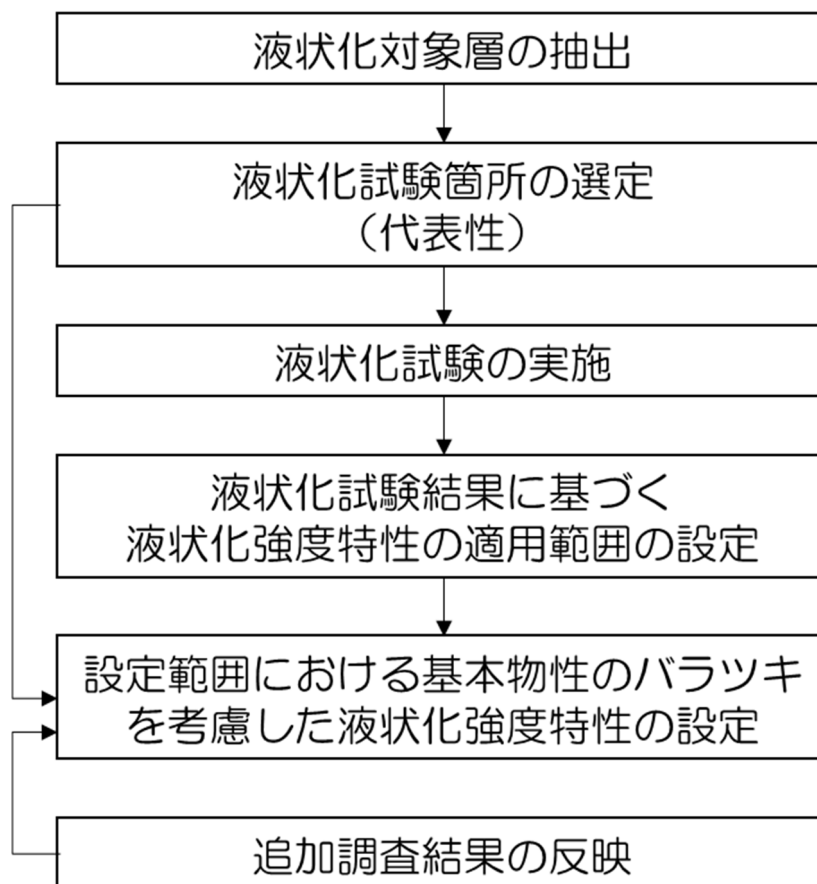 液状化対象層の抽出
液状化試験箇所の選定
（代表性）
液状化試験の実施
液状化試験結果に基づく
液状化強度特性の適用範囲の設定
設定範囲における基本物性のバラツキ
を考慮した液状化強度特性の設定
追加調査結果の反映